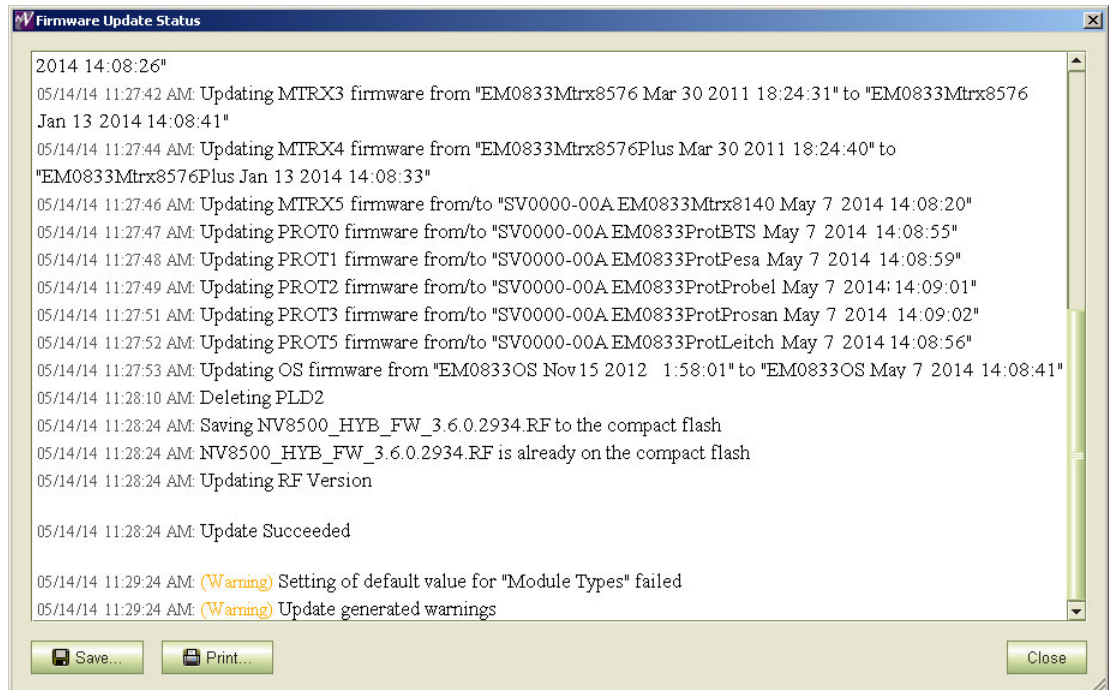 Firmware Update Status
2014 14:08:26"
05/14/14 11:27:42 AM: Updating MTRX3 firmware from "EM0833Mtrx8576 Mar 30 2011 18:24:31" to "EM0833Mtrx8576
Jan 13 2014 14:08:41"
05/14/14 11:27:44 AM: Updating MTRX4 firmware from "EM0833Mtrx8576Plus Mar 30 2011 18:24:40" to
"EM0833Mtrx8576Plus Jan 13 2014 14:08:33"
05/14/14 11:27:46 AM: Updating MTRX5 firmware from/to "SV0000-00A EM0833Mtrx8140 May 7 2014 14:08:20"
05/14/14 11:27:47 AM: Updating PROT0 firmware from/to "SV0000-00A EM0833ProtBTS May 7 2014 14:08:55"
05/14/14 11:27:48 AM: Updating PROT1 firmware from/to "SV0000-00A EM0833ProtPesa May 7 2014 14:08:59"
05/14/14 11:27:49 AM: Updating PROT2 firmware from/to "SV0000-00A EM0833ProtProbel May 7 2014: 14:09:01"
05/14/14 11:27:51 AM: Updating PROT3 firmware from/to "SV0000-00A EM0833ProtProsan May 7 2014 14:09:02"
05/14/14 11:27:52 AM: Updating PROT5 firmware from/to "SV0000-00A EM0833ProtLeitch May 7 2014 14:08:56"
05/14/14 11:27:53 AM: Updating OS firmware from "EM0833OS Nov 15 2012 1:58:01" to "EM0833OS May 7 2014 14:08:41"
05/14/14 11:28:10 AM: Deleting PLD2
05/14/14 11:28:24 AM: Saving NV8500_HYB_FW_3.6.0.2934.RF to the compact flash
05/14/14 11:28:24 AM: NV8500_HYB_FW_3.6.0.2934.RF is already on the compact flash
05/14/14 11:28:24 AM: Updating RF Version
05/14/14 11:28:24 AM: Update Succeeded
05/14/14 11:29:24 AM: (Warning) Setting of default value for "Module Types" failed
05/14/14 11:29:24 AM: (Warning) Update generated warnings
Save... Print... Close